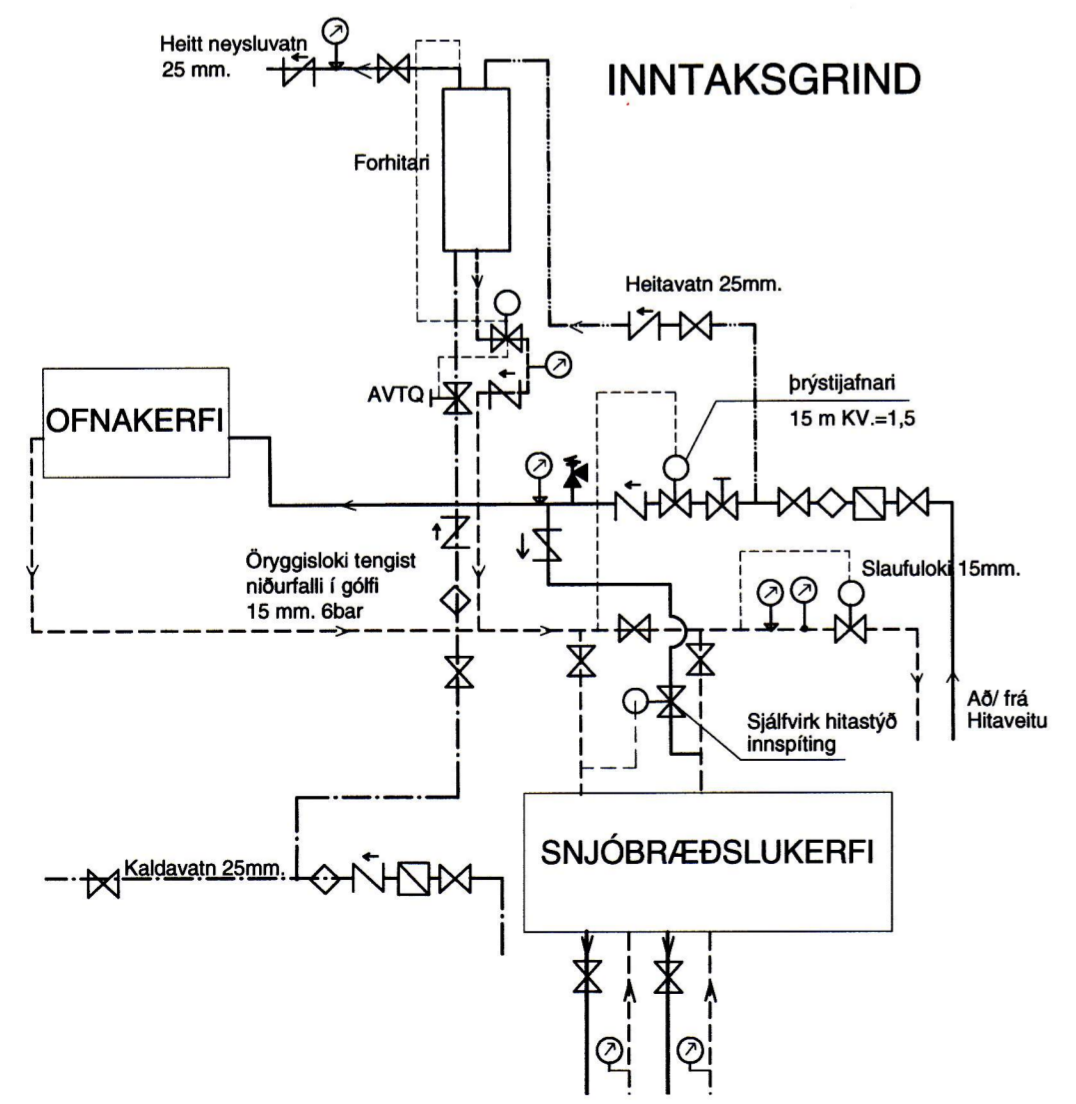 INNTAKSGRIND
Heitt neysluvatn
25 mm.
Forhitari
Heitavatn 25mm.
AVTQ
þrýstijafnari
15 m KV.=1,5
OFNAKERFI
Öryggisloki tengist
niðurfalli í gólfi
15 mm. 6bar
Slaufuloki 15mm.
Að/ frá
Hitaveitu
Sjálfvirk hitastýð
innspíting
SNJÓBRÆÐSLUKERFI
Kaldavatn 25mm.